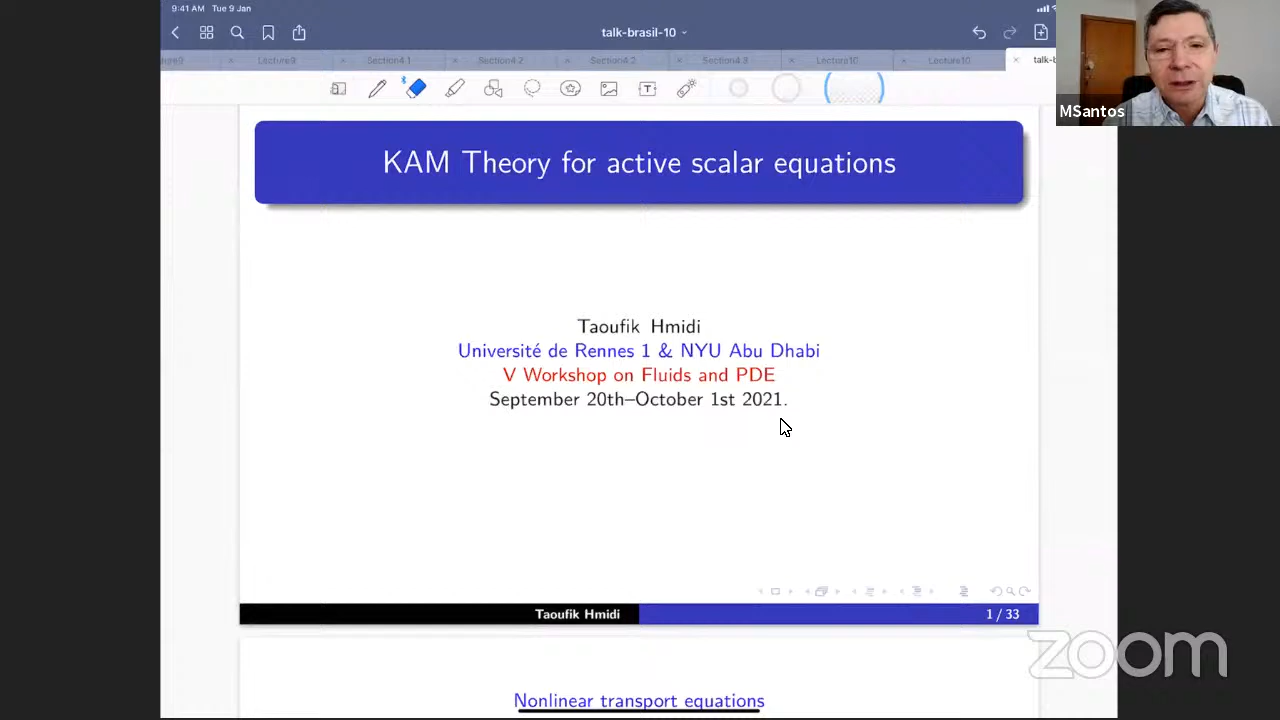 9:41 AM Tue 9 Jan
talk-brasil-10
Lecture9
Section4 1
Section4 2
Section4 2
Section4 3
Lecture10
Lecture10
talk-b
T
MSantos
KAM Theory for active scalar equations
Taoufik Hmidi
Université de Rennes 1 & NYU Abu Dhabi
V Workshop on Fluids and PDE
September 20th–October 1st 2021.
Taoufik Hmidi
1 / 33
Nonlinear transport equations
zoom